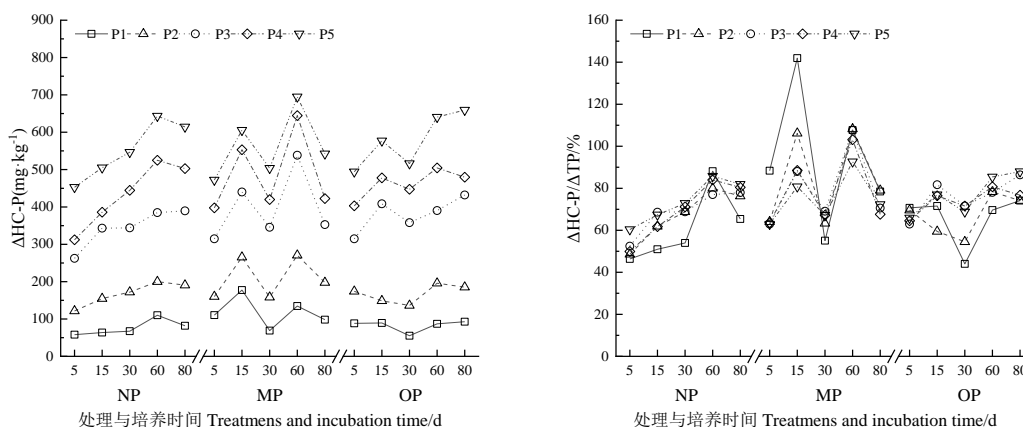 900
800
700
600
500
400
300
200
100
0
ΔHC-P(mg·kg⁻¹)
P1 P2 P3 P4 P5
5 15 30 60 80 5 15 30 60 80 5 15 30 60 80
NP MP OP
处理与培养时间 Treatmens and incubation time/d
160
140
120
100
80
60
40
20
0
ΔHC-P/ΔTP/%
P1 P2 P3 P4 P5
5 15 30 60 80 5 15 30 60 80 5 15 30 60 80
NP MP OP
处理与培养时间 Treatmens and incubation time/d